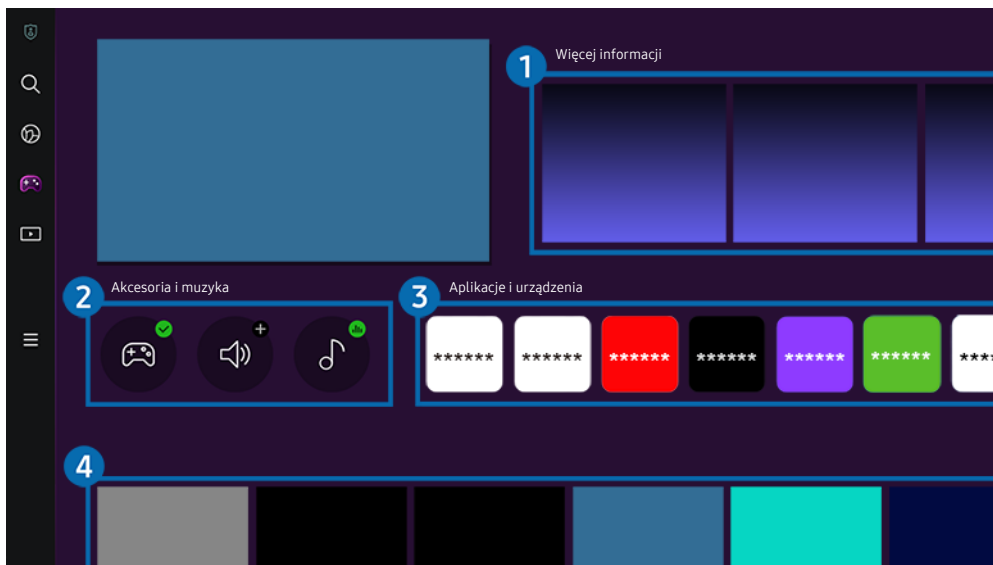 1
Więcej informacji
2
Akcesoria i muzyka
3
Aplikacje i urządzenia
****** ****** ****** ****** ****** ****** ****
4